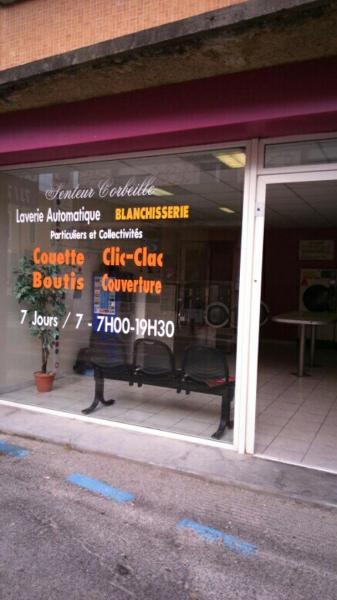 Senteur Corbeille
Laverie Automatique BLANCHISSERIE
Particuliers et Collectivités
Couette Clic-Clac
Boutis Couverture
7 Jours / 7 - 7H00-19H30